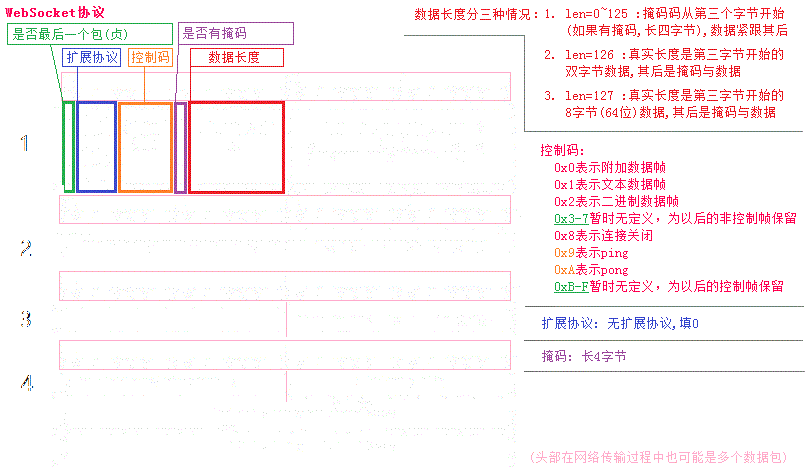 WebSocket协议
是否最后一个包(贞)
是否有掩码
扩展协议
控制码
数据长度
1
2
3
4
数据长度分三种情况：
1. len=0~125 :掩码码从第三个字节开始
(如果有掩码,长四字节),数据紧跟其后
2. len=126 :真实长度是第三字节开始的
双字节数据,其后是掩码与数据
3. len=127 :真实长度是第三字节开始的
8字节(64位)数据,其后是掩码与数据
控制码：
0x0表示附加数据帧
0x1表示文本数据帧
0x2表示二进制数据帧
0x3-7暂时无定义，为以后的非控制帧保留
0x8表示连接关闭
0x9表示ping
0xA表示pong
0xB-F暂时无定义，为以后的控制帧保留
扩展协议：无扩展协议,填0
掩码：长4字节
(头部在网络传输过程中也可能是多个数据包)